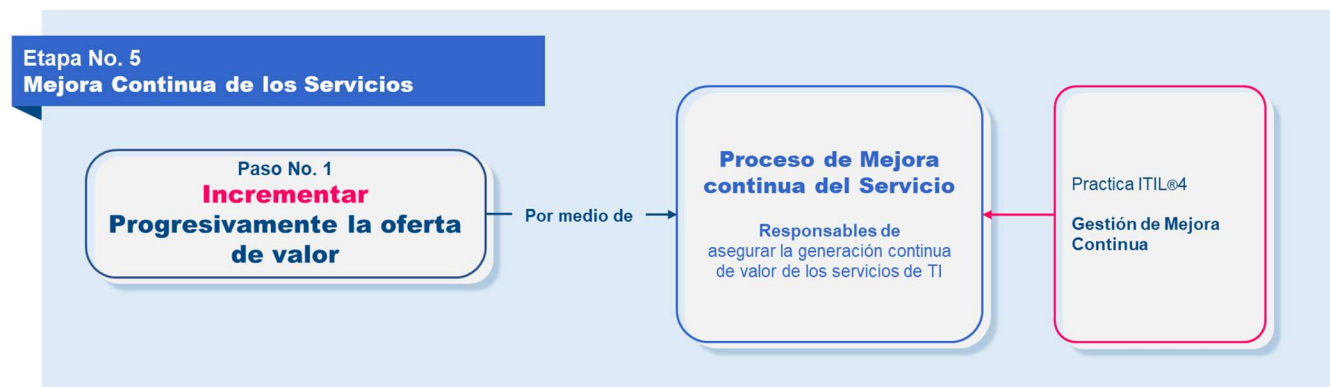 Etapa No. 5
Mejora Continua de los Servicios
Paso No. 1
Incrementar
Progresivamente la oferta
de valor
Por medio de
Proceso de Mejora
continua del Servicio
Responsables de
asegurar la generación continua
de valor de los servicios de TI
Practica ITIL®4
Gestión de Mejora
Continua